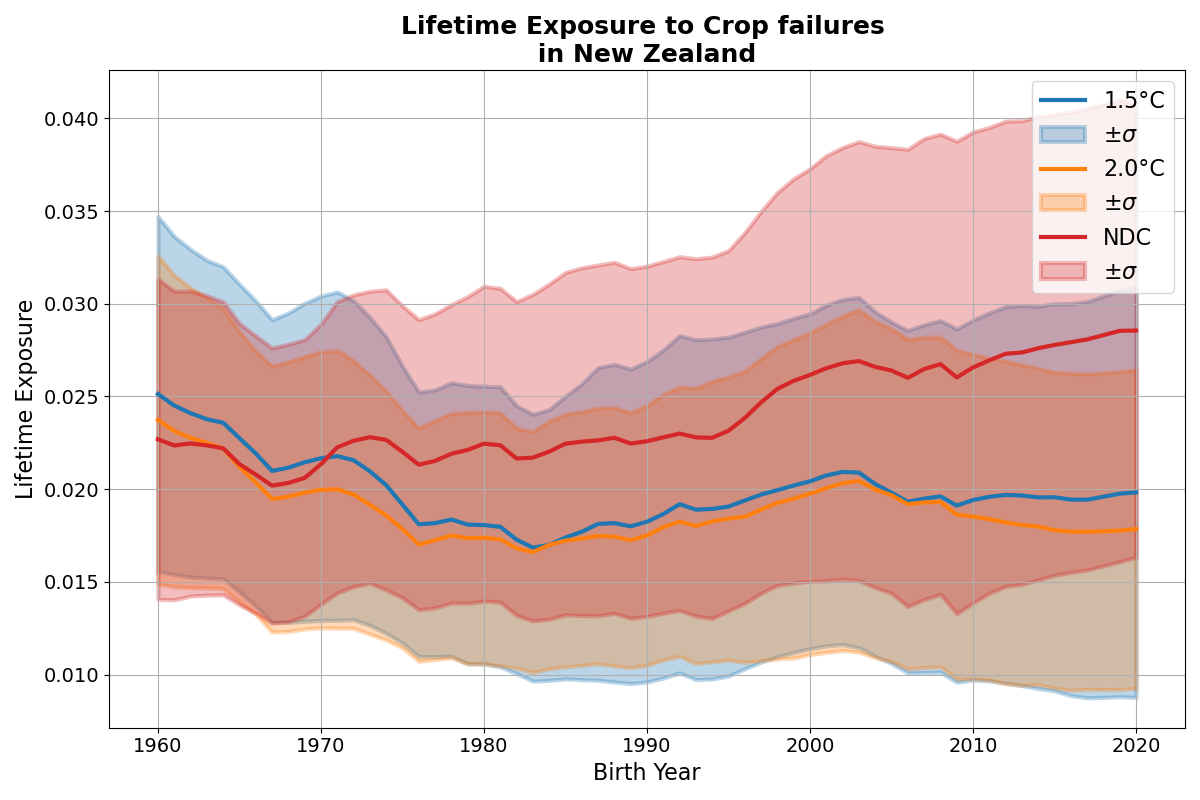 Lifetime Exposure to Crop failures
in New Zealand
Lifetime Exposure
0.040
0.035
0.030
0.025
0.020
0.015
0.010
1.5°C
±σ
2.0°C
±σ
NDC
±σ
1960 1970 1980 1990 2000 2010 2020
Birth Year